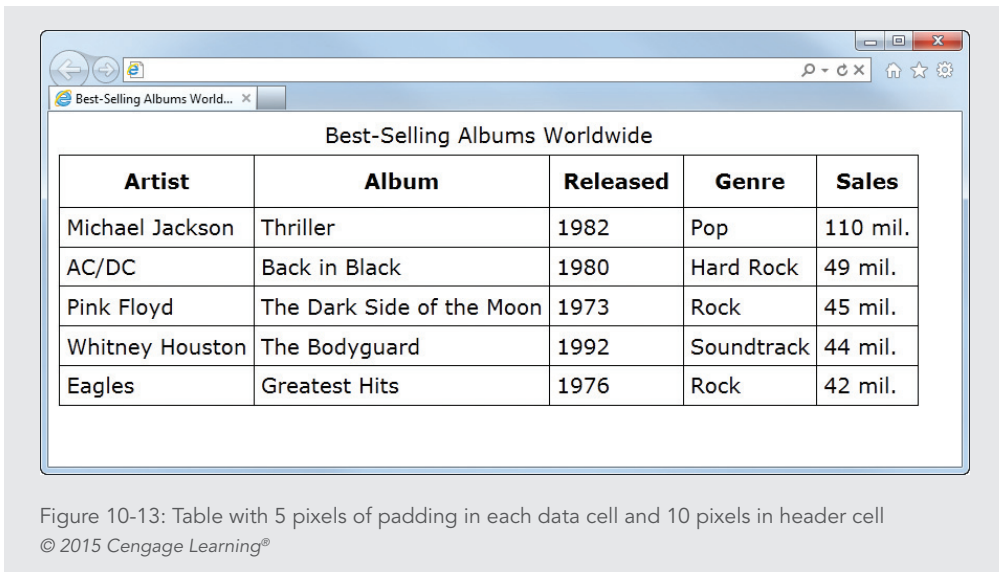 Best-Selling Albums World...
Best-Selling Albums Worldwide
Artist Album Released Genre Sales
Michael Jackson Thriller 1982 Pop 110 mil.
AC/DC Back in Black 1980 Hard Rock 49 mil.
Pink Floyd The Dark Side of the Moon 1973 Rock 45 mil.
Whitney Houston The Bodyguard 1992 Soundtrack 44 mil.
Eagles Greatest Hits 1976 Rock 42 mil.
Figure 10-13: Table with 5 pixels of padding in each data cell and 10 pixels in header cell
© 2015 Cengage Learning®